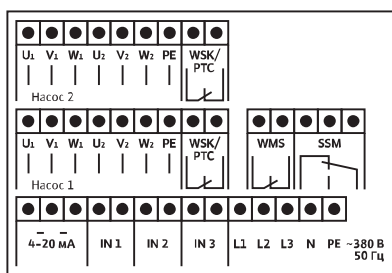 U₁ V₁ W₁ U₂ V₂ W₂ PE WSK/
PTC
Насос 2
U₁ V₁ W₁ U₂ V₂ W₂ PE WSK/
PTC
WMS SSM
Насос 1
4–20 мА IN 1 IN 2 IN 3 L1 L2 L3 N PE ~380 В
50 Гц